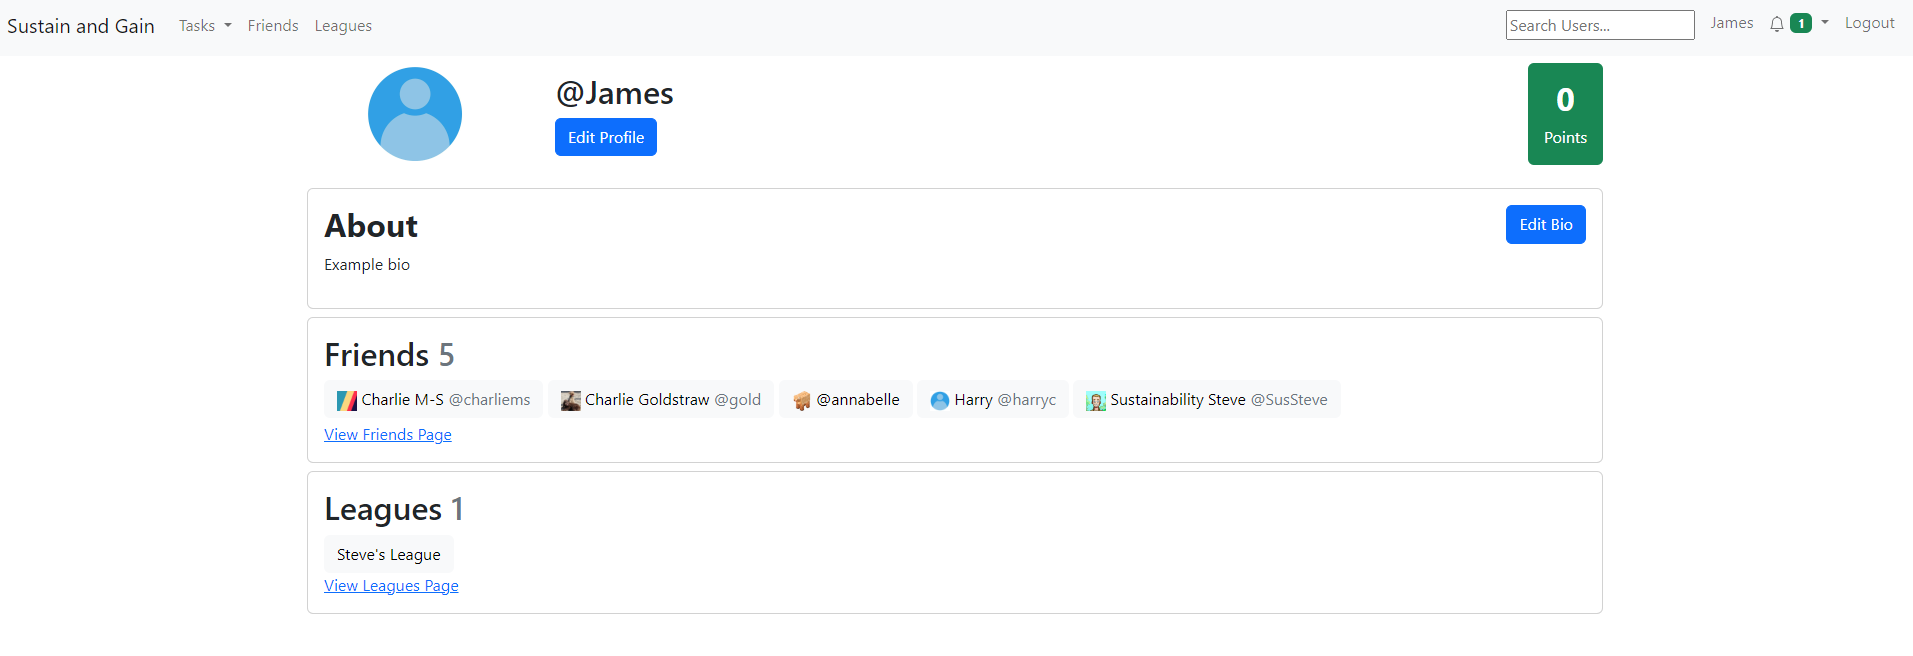 Sustain and Gain Tasks Friends Leagues Search Users... James 1 Logout
@James
Edit Profile
0
Points
About
Edit Bio
Example bio
Friends 5
Charlie M-S @charliems Charlie Goldstraw @gold @annabelle Harry @harryc Sustainability Steve @SusSteve
View Friends Page
Leagues 1
Steve's League
View Leagues Page